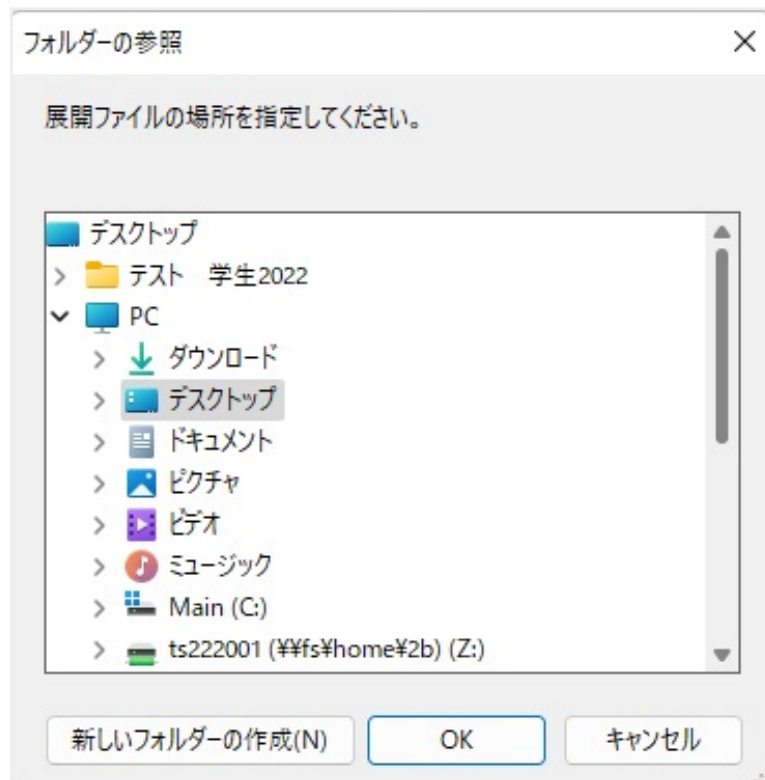 フォルダーの参照
展開ファイルの場所を指定してください。
デスクトップ
テスト　学生2022
PC
ダウンロード
デスクトップ
ドキュメント
ピクチャ
ビデオ
ミュージック
Main (C:)
ts222001 (¥¥fs¥home¥2b) (Z:)
新しいフォルダーの作成(N) OK キャンセル